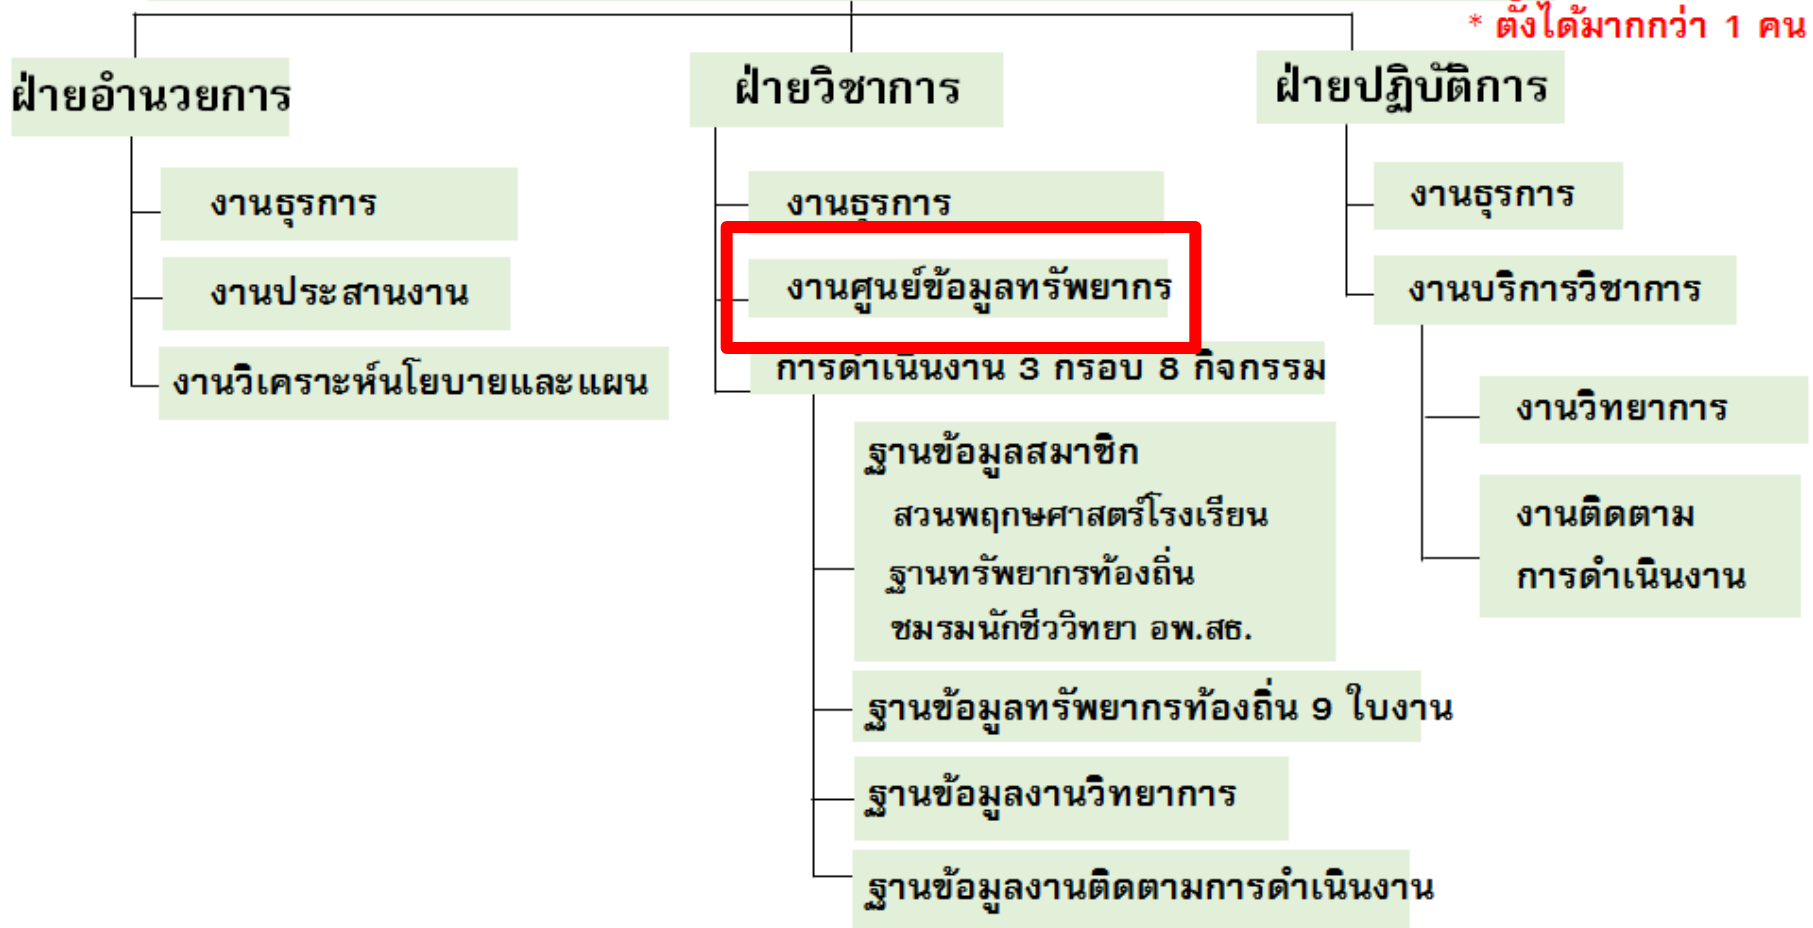 * ตั้งได้มากกว่า 1 คน
ฝ่ายอำนวยการ
งานธุรการ
งานประสานงาน
งานวิเคราะห์นโยบายและแผน
ฝ่ายวิชาการ
งานธุรการ
งานศูนย์ข้อมูลทรัพยากร
การดำเนินงาน 3 กรอบ 8 กิจกรรม
ฐานข้อมูลสมาชิก
สวนพฤกษศาสตร์โรงเรียน
ฐานทรัพยากรท้องถิ่น
ชมรมนักชีววิทยา อพ.สธ.
ฐานข้อมูลทรัพยากรท้องถิ่น 9 ใบงาน
ฐานข้อมูลงานวิทยาการ
ฐานข้อมูลงานติดตามการดำเนินงาน
ฝ่ายปฏิบัติการ
งานธุรการ
งานบริการวิชาการ
งานวิทยาการ
งานติดตาม
การดำเนินงาน